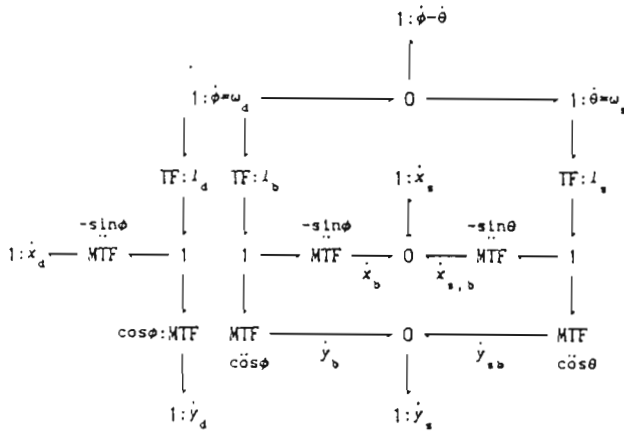 1:φ̇-θ̇
1:φ̇=ω_d 0 1:θ̇=ω_s
TF:l_d TF:l_b 1:ẋ_s TF:l_s
-sinφ -sinφ -sinθ
1:ẋ_d MTF 1 1 MTF 0 MTF 1
ẋ_b ẋ_s,b
cosφ:MTF MTF 0 MTF
cosφ ẏ_b ẏ_sb cosθ
1:ẏ_d 1:ẏ_s